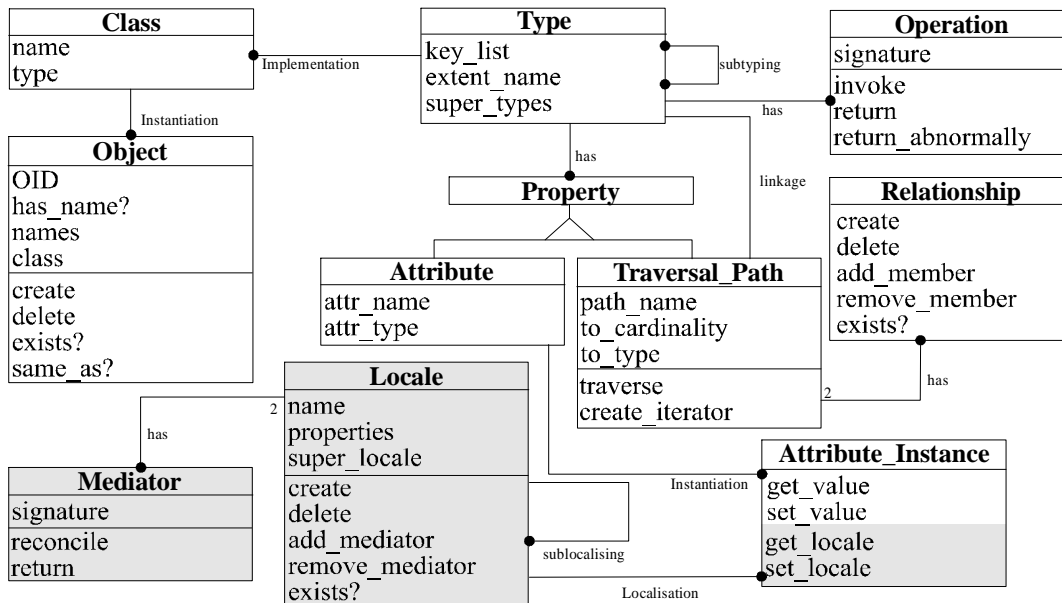 Class
name
type
Implementation
Type
key_list
extent_name
super_types
subtyping
Operation
signature
invoke
return
return_abnormally
has
Instantiation
Object
OID
has_name?
names
class
create
delete
exists?
same_as?
has
Property
linkage
Relationship
create
delete
add_member
remove_member
exists?
Attribute
attr_name
attr_type
Traversal_Path
path_name
to_cardinality
to_type
traverse
create_iterator
2
has
Locale
name
properties
super_locale
create
delete
add_mediator
remove_mediator
exists?
2
has
Mediator
signature
reconcile
return
sublocalising
Instantiation
Localisation
Attribute_Instance
get_value
set_value
get_locale
set_locale